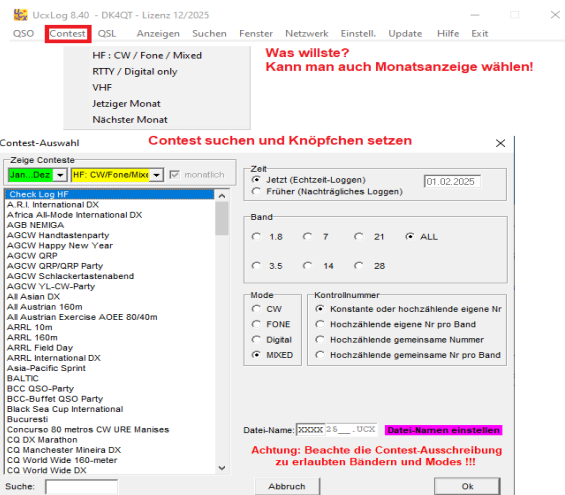 UcxLog 8.40 - DK4QT - Lizenz 12/2025
QSO Contest QSL Anzeigen Suchen Fenster Netzwerk Einstell. Update Hilfe Exit
HF: CW / Fone / Mixed
RTTY / Digital only
VHF
Jetziger Monat
Nächster Monat
Was willste?
Kann man auch Monatsanzeige wählen!
Contest-Auswahl
Contest suchen und Knöpfchen setzen
Zeige Conteste
Jan...Dez HF: CW/Fone/Mixe monatlich
Check Log HF
A.R.I. International DX
Africa All-Mode International DX
AGB NEMIGA
AGCW Handtastenparty
AGCW Happy New Year
AGCW QRP
AGCW QRP/QRP Party
AGCW Schlackertastenabend
AGCW YL-CW-Party
All Asian DX
All Austrian 160m
All Austrian Exercise AOEE 80/40m
ARRL 10m
ARRL 160m
ARRL Field Day
ARRL International DX
Asia-Pacific Sprint
BALTIC
BCC QSO-Party
BCC-Buffet QSO Party
Black Sea Cup International
Bucuresti
Concurso 80 metros CW URE Manises
CQ DX Marathon
CQ Manchester Mineira DX
CQ World Wide 160-meter
CQ World Wide DX
Suche:
Zeit
Jetzt (Echtzeit-Loggen)
Früher (Nachträgliches Loggen)
01.02.2025
Band
1.8 7 21 ALL
3.5 14 28
Mode
CW
FONE
Digital
MIXED
Kontrollnummer
Konstante oder hochzählende eigene Nr
Hochzählende eigene Nr pro Band
Hochzählende gemeinsame Nummer
Hochzählende gemeinsame Nr pro Band
Datei-Name: XXXX 25__.UCX Datei-Namen einstellen
Achtung: Beachte die Contest-Ausschreibung
zu erlaubten Bändern und Modes !!!
Abbruch Ok